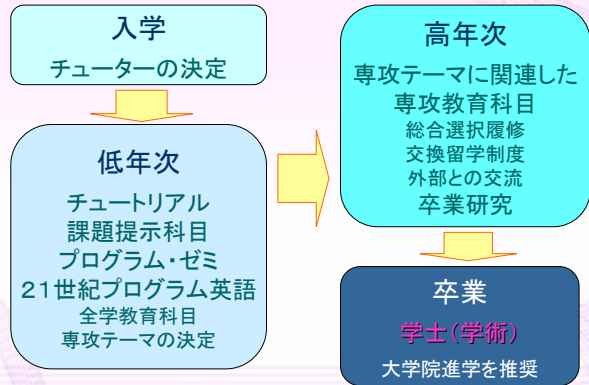 入学
チューターの決定
低年次
チュートリアル
課題提示科目
プログラム・ゼミ
21世紀プログラム英語
全学教育科目
専攻テーマの決定
高年次
専攻テーマに関連した
専攻教育科目
総合選択履修
交換留学制度
外部との交流
卒業研究
卒業
学士(学術)
大学院進学を推奨